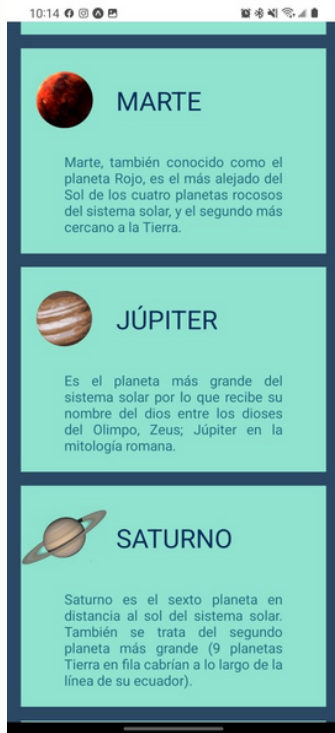 10:14
MARTE
Marte, también conocido como el
planeta Rojo, es el más alejado del
Sol de los cuatro planetas rocosos
del sistema solar, y el segundo más
cercano a la Tierra.
JÚPITER
Es el planeta más grande del
sistema solar por lo que recibe su
nombre del dios entre los dioses
del Olimpo, Zeus; Júpiter en la
mitología romana.
SATURNO
Saturno es el sexto planeta en
distancia al sol del sistema solar.
También se trata del segundo
planeta más grande (9 planetas
Tierra en fila cabrían a lo largo de la
línea de su ecuador).